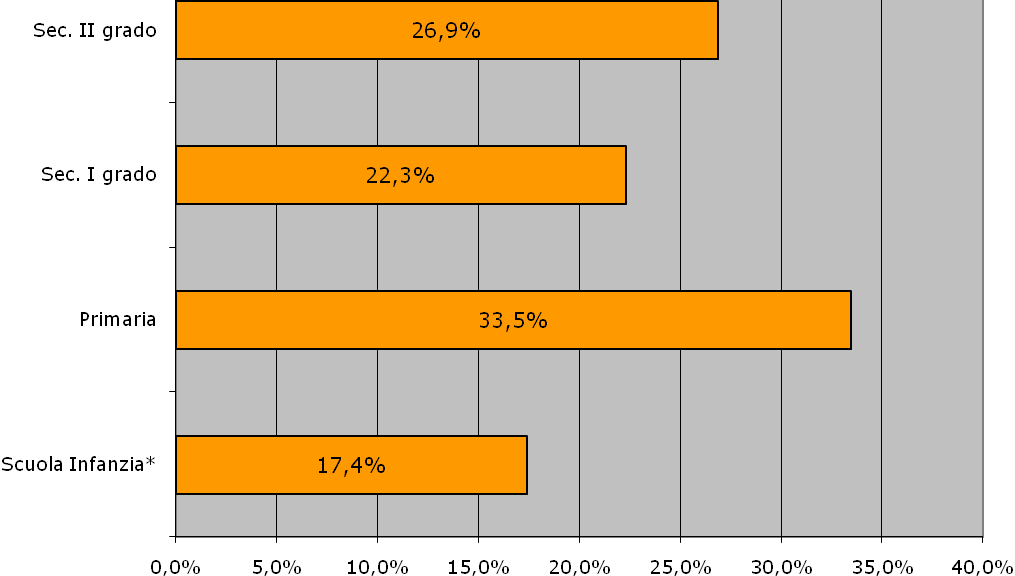 Sec. II grado 26,9%
Sec. I grado 22,3%
Primaria 33,5%
Scuola Infanzia* 17,4%
0,0% 5,0% 10,0% 15,0% 20,0% 25,0% 30,0% 35,0% 40,0%